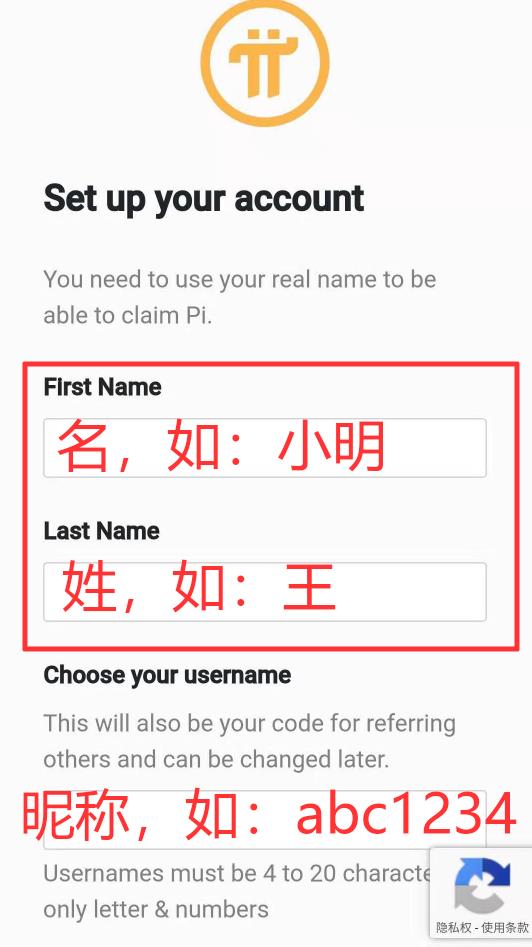 Set up your account
You need to use your real name to be
able to claim Pi.
First Name
名，如：小明
Last Name
姓，如：王
Choose your username
This will also be your code for referring
others and can be changed later.
昵称，如：abc1234
Usernames must be 4 to 20 characte
only letter & numbers
隐私权 - 使用条款